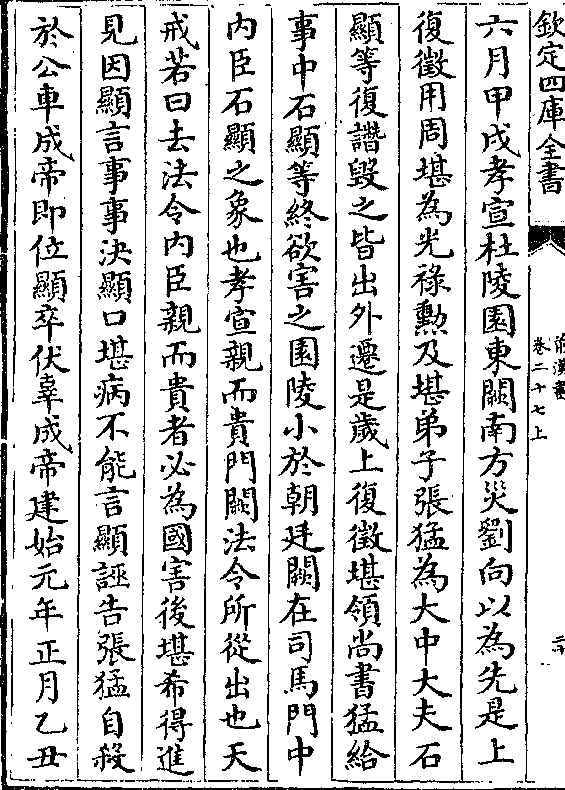 欽定四庫全書
前漢書
卷二十七上
二十
六月甲戌孝宣杜陵園東闕南方災劉向以為先是上
復徵用周堪為光祿勲及堪弟子張猛為大中大夫石
顯等復譖毀之皆出外遷是歲上復徵堪領尚書猛給
事中石顯等終欲害之園陵小於朝廷闕在司馬門中
内臣石顯之象也孝宣親而貴門闕法令所從出也天
戒若曰去法令内臣親而貴者必為國害後堪希得進
見因顯言事事決顯口堪病不能言顯誣告張猛自殺
於公車成帝即位顯卒伏辜成帝建始元年正月乙丑